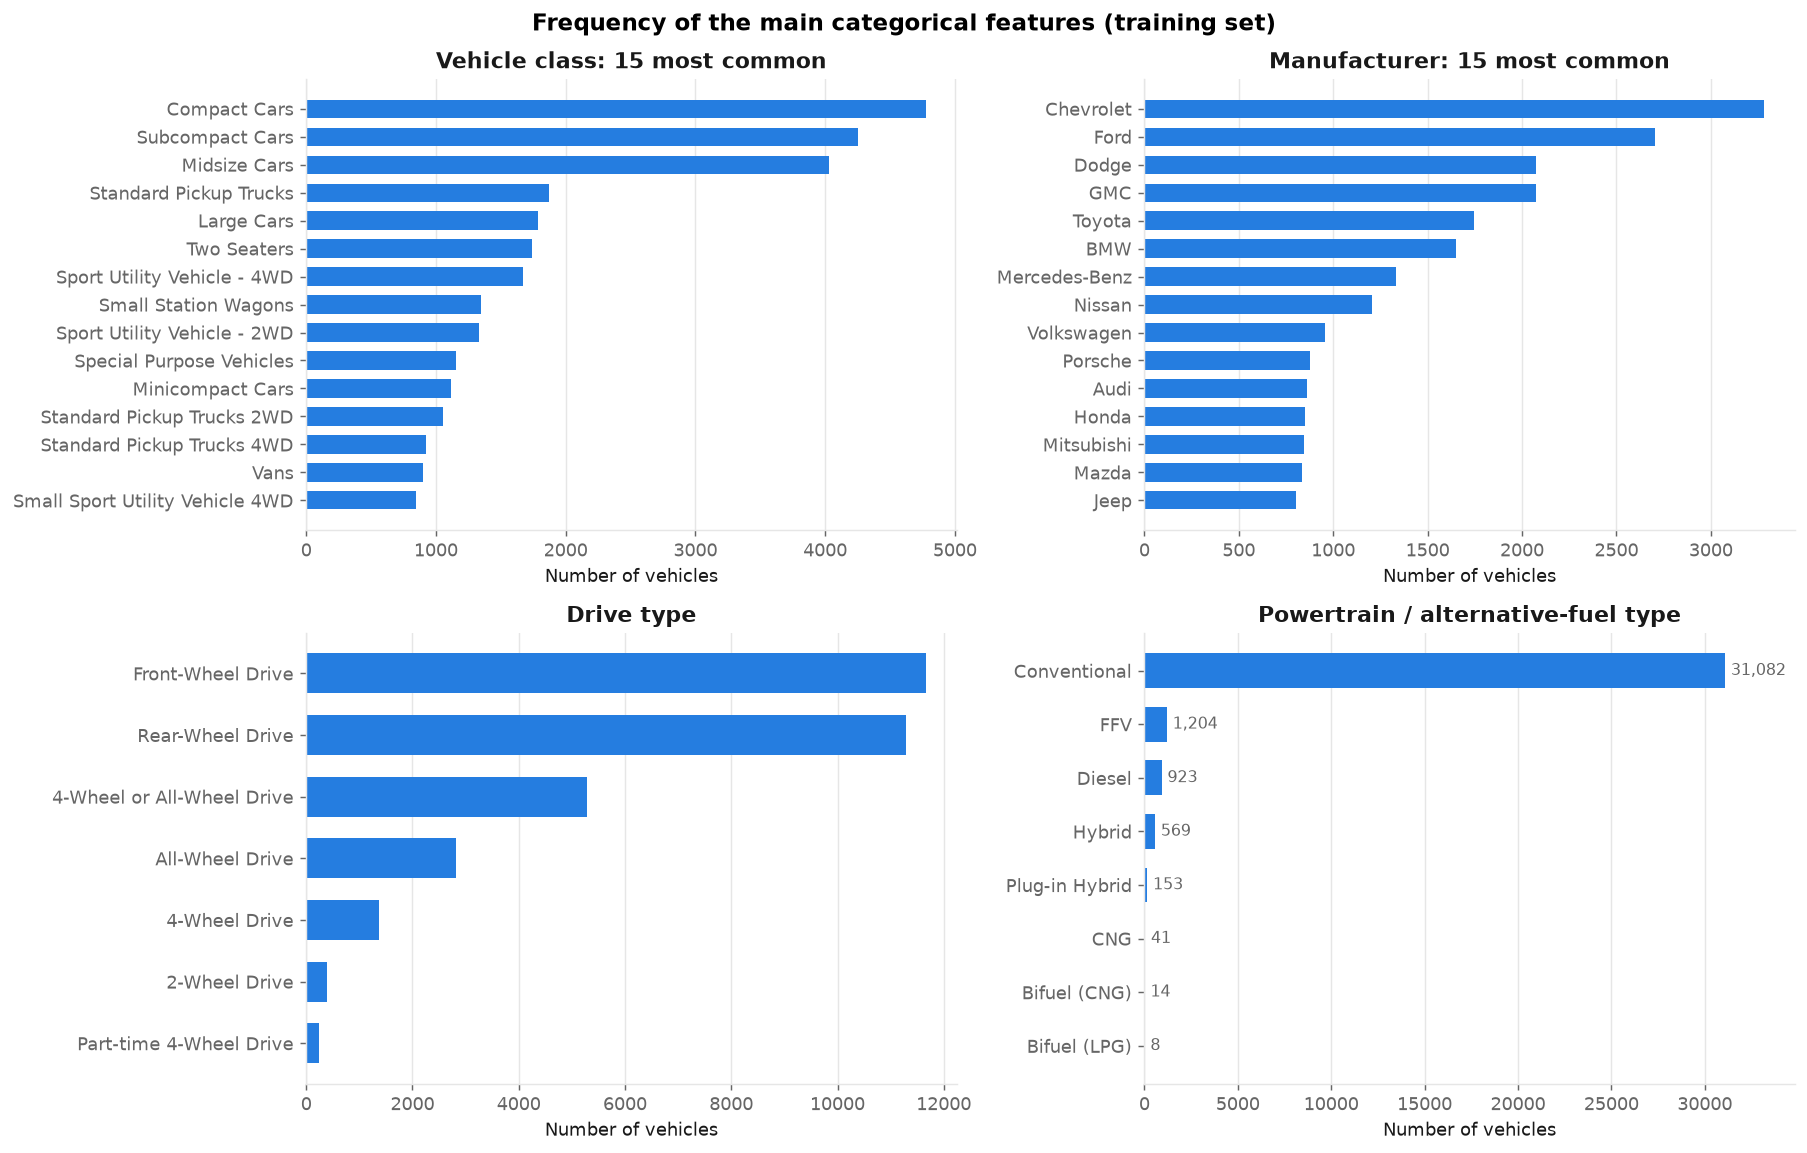 Frequency of the main categorical features (training set)
Vehicle class: 15 most common
Compact Cars
Subcompact Cars
Midsize Cars
Standard Pickup Trucks
Large Cars
Two Seaters
Sport Utility Vehicle - 4WD
Small Station Wagons
Sport Utility Vehicle - 2WD
Special Purpose Vehicles
Minicompact Cars
Standard Pickup Trucks 2WD
Standard Pickup Trucks 4WD
Vans
Small Sport Utility Vehicle 4WD
0 1000 2000 3000 4000 5000
Number of vehicles
Manufacturer: 15 most common
Chevrolet
Ford
Dodge
GMC
Toyota
BMW
Mercedes-Benz
Nissan
Volkswagen
Porsche
Audi
Honda
Mitsubishi
Mazda
Jeep
0 500 1000 1500 2000 2500 3000
Number of vehicles
Drive type
Front-Wheel Drive
Rear-Wheel Drive
4-Wheel or All-Wheel Drive
All-Wheel Drive
4-Wheel Drive
2-Wheel Drive
Part-time 4-Wheel Drive
0 2000 4000 6000 8000 10000 12000
Number of vehicles
Powertrain / alternative-fuel type
Conventional 31,082
FFV 1,204
Diesel 923
Hybrid 569
Plug-in Hybrid 153
CNG 41
Bifuel (CNG) 14
Bifuel (LPG) 8
0 5000 10000 15000 20000 25000 30000
Number of vehicles